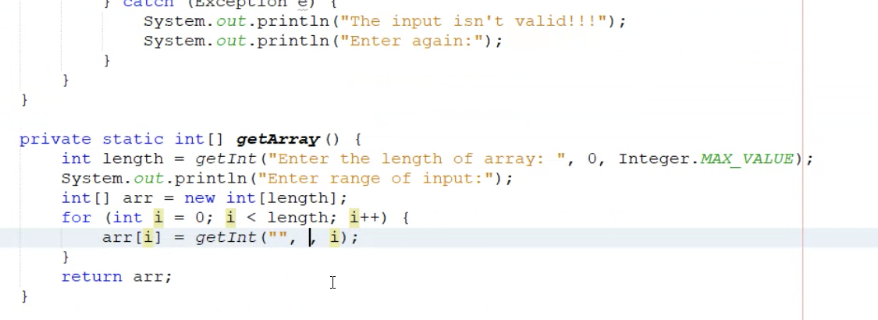 } catch (Exception e) {
System.out.println("The input isn't valid!!!");
System.out.println("Enter again:");
}
}
}
private static int[] getArray() {
int length = getInt("Enter the length of array: ", 0, Integer.MAX_VALUE);
System.out.println("Enter range of input:");
int[] arr = new int[length];
for (int i = 0; i < length; i++) {
arr[i] = getInt("", , i);
}
return arr;
}